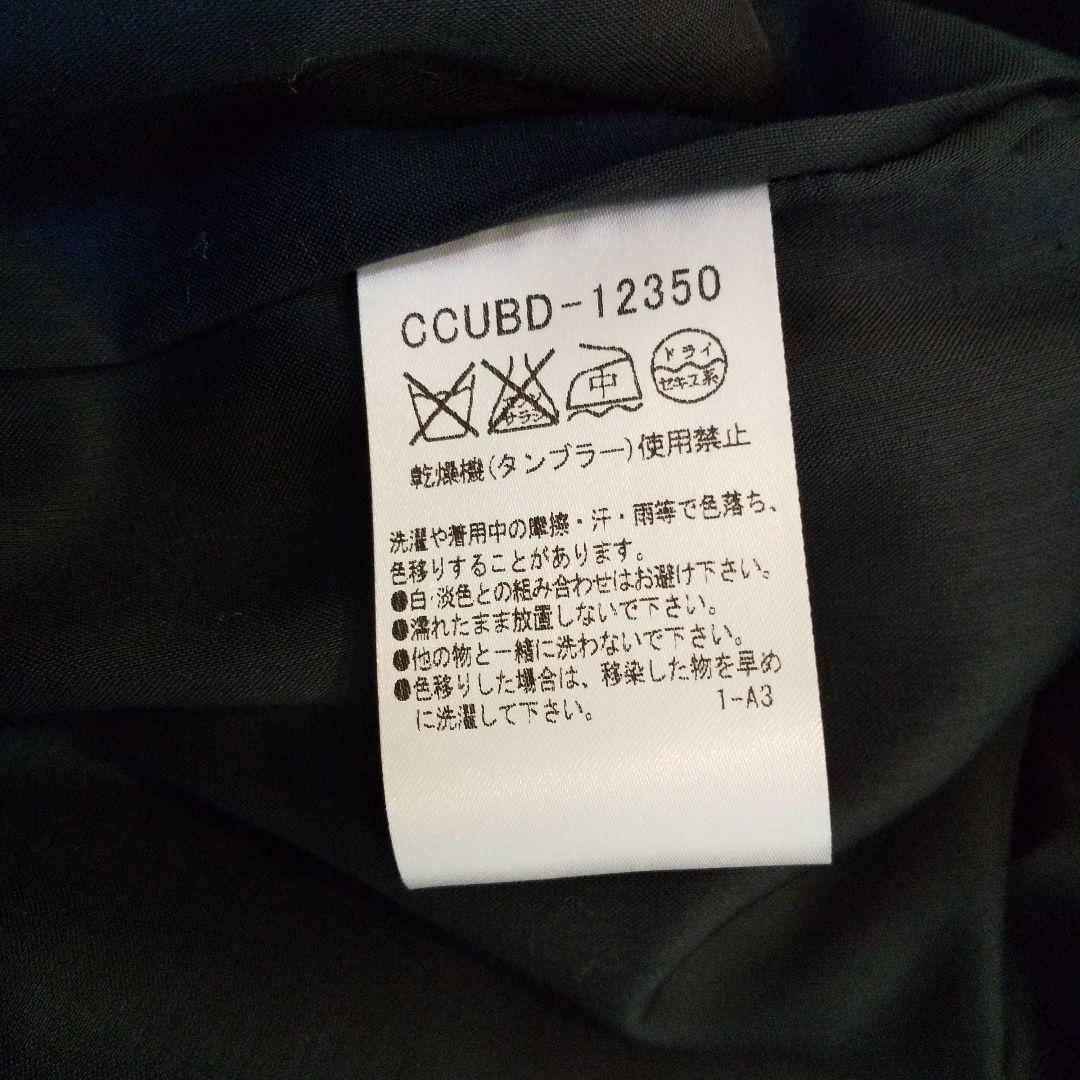 CCUBD-12350
エンソ サラシ 中 ドライ セキユ系
乾燥機(タンブラー)使用禁止
洗濯や着用中の摩擦・汗・雨等で色落ち、
色移りすることがあります。
●白・淡色との組み合わせはお避け下さい。
●濡れたまま放置しないで下さい。
●他の物と一緒に洗わないで下さい。
●色移りした場合は、移染した物を早め
に洗濯して下さい。
1-A3